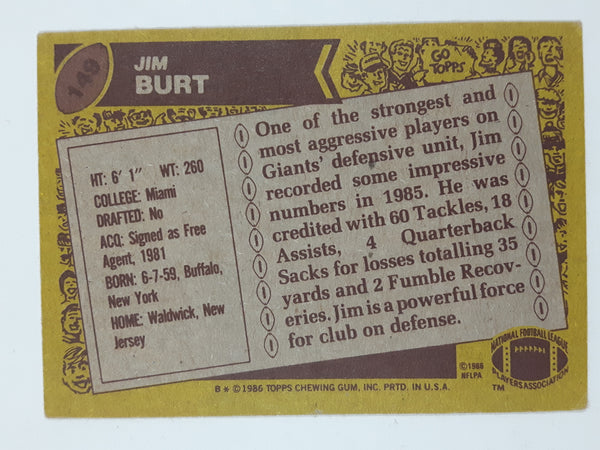 149
JIM
BURT
GO
TOPPS
HT: 6' 1" WT: 260
COLLEGE: Miami
DRAFTED: No
ACQ: Signed as Free
Agent, 1981
BORN: 6-7-59, Buffalo,
New York
HOME: Waldwick, New
Jersey
One of the strongest and
most aggressive players on
Giants' defensive unit, Jim
recorded some impressive
numbers in 1985. He was
credited with 60 Tackles, 18
Assists, 4 Quarterback
Sacks for losses totalling 35
yards and 2 Fumble Recov-
eries. Jim is a powerful force
for club on defense.
B * © 1986 TOPPS CHEWING GUM, INC. PRTD. IN U.S.A.
© 1986
NFLPA
NATIONAL FOOTBALL LEAGUE
PLAYERS ASSOCIATION
TM